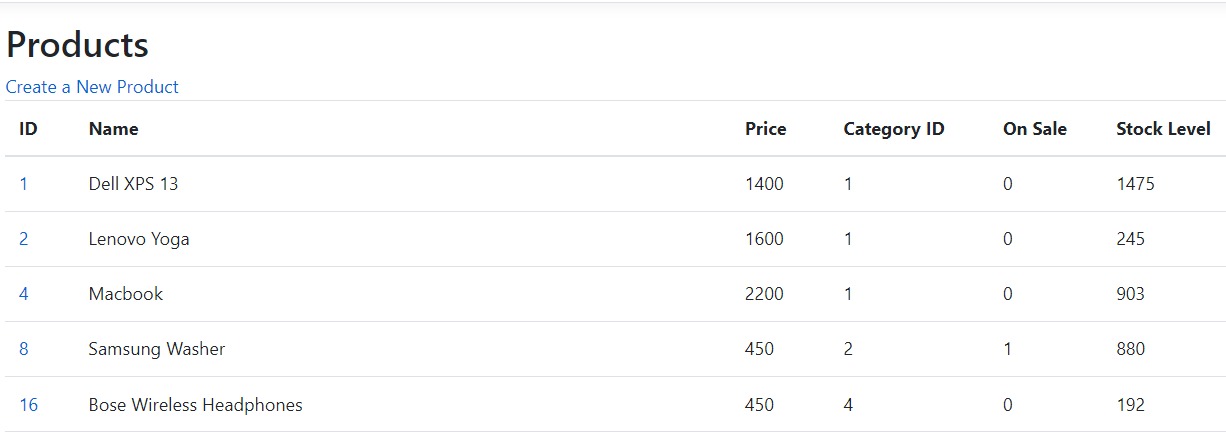 Products
Create a New Product
ID Name Price Category ID On Sale Stock Level
1 Dell XPS 13 1400 1 0 1475
2 Lenovo Yoga 1600 1 0 245
4 Macbook 2200 1 0 903
8 Samsung Washer 450 2 1 880
16 Bose Wireless Headphones 450 4 0 192